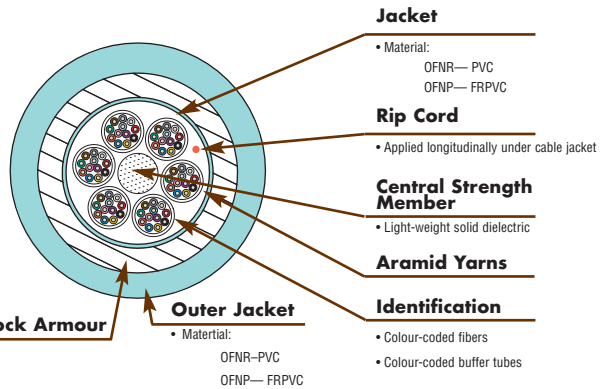 Jacket
• Material:
OFNR— PVC
OFNP— FRPVC
Rip Cord
• Applied longitudinally under cable jacket
Central Strength
Member
• Light-weight solid dielectric
Aramid Yarns
Identification
• Colour-coded fibers
• Colour-coded buffer tubes
Outer Jacket
• Matertial:
OFNR–PVC
OFNP— FRPVC
ock Armour